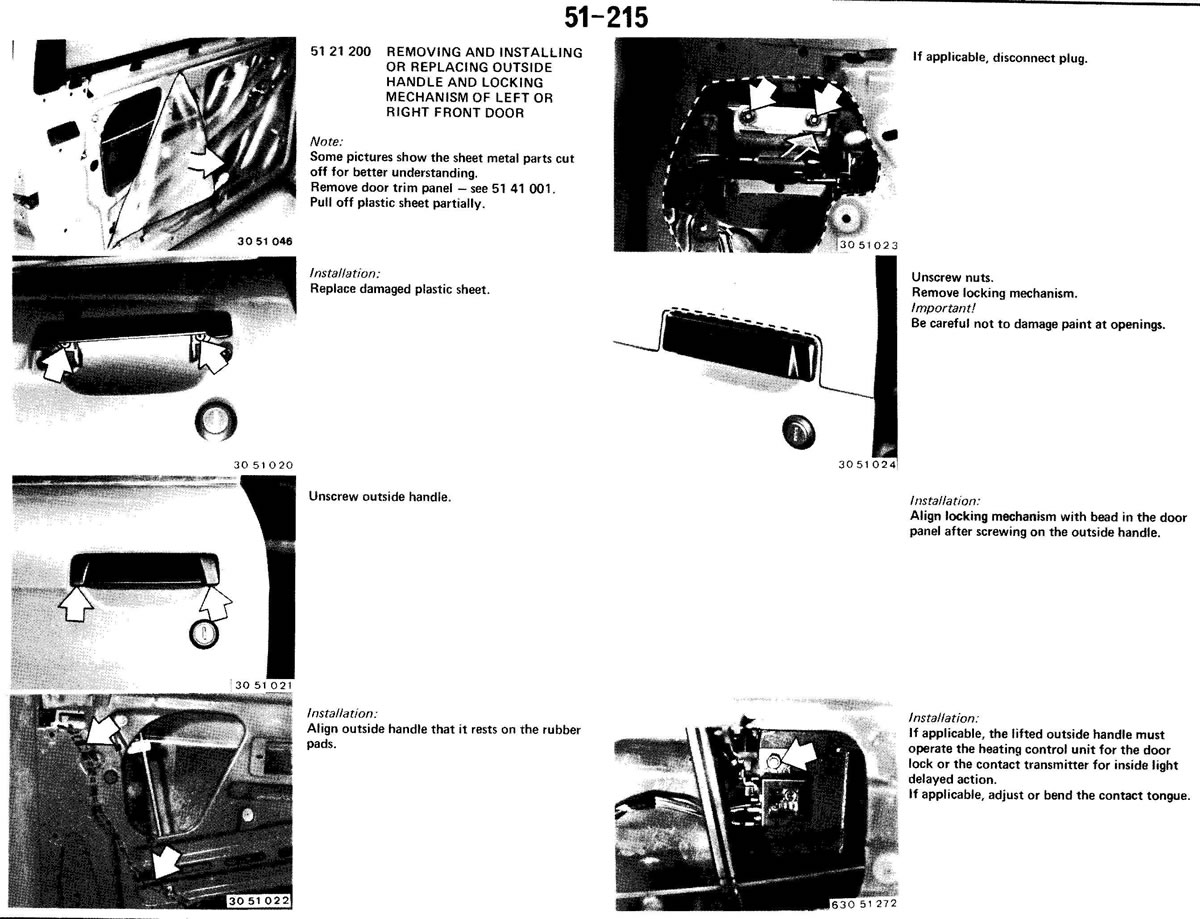 51-215
51 21 200 REMOVING AND INSTALLING
OR REPLACING OUTSIDE
HANDLE AND LOCKING
MECHANISM OF LEFT OR
RIGHT FRONT DOOR
Note:
Some pictures show the sheet metal parts cut
off for better understanding.
Remove door trim panel – see 51 41 001.
Pull off plastic sheet partially.
30 51 046
Installation:
Replace damaged plastic sheet.
30 51 020
Unscrew outside handle.
30 51 021
Installation:
Align outside handle that it rests on the rubber
pads.
30 51 022
If applicable, disconnect plug.
30 51 023
Unscrew nuts.
Remove locking mechanism.
Important!
Be careful not to damage paint at openings.
30 51 024
Installation:
Align locking mechanism with bead in the door
panel after screwing on the outside handle.
Installation:
If applicable, the lifted outside handle must
operate the heating control unit for the door
lock or the contact transmitter for inside light
delayed action.
If applicable, adjust or bend the contact tongue.
630 51 272